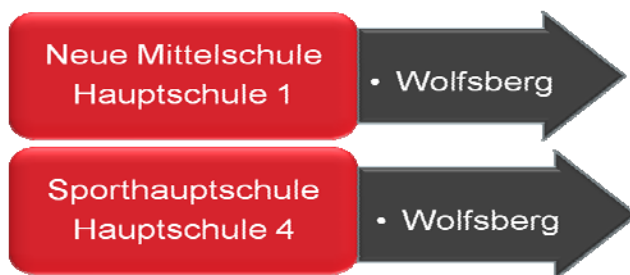 Neue Mittelschule
Hauptschule 1
• Wolfsberg
Sporthauptschule
Hauptschule 4
• Wolfsberg